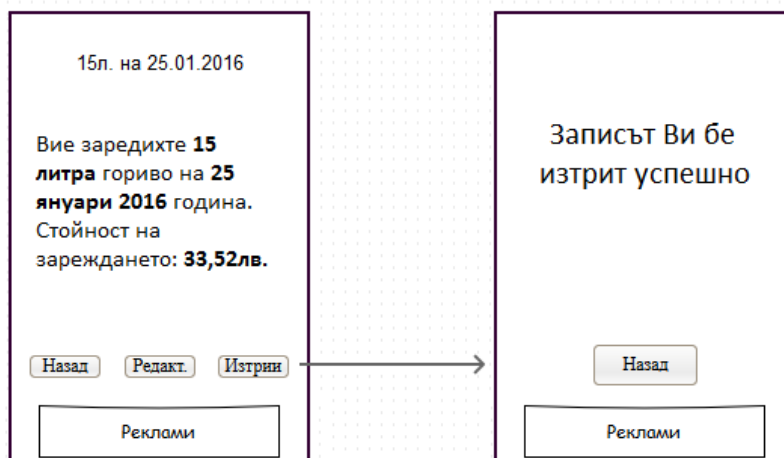 15л. на 25.01.2016
Вие заредихте 15
литра гориво на 25
януари 2016 година.
Стойност на
зареждането: 33,52лв.
Назад Редакт. Изтрии
Реклами
Записът Ви бе
изтрит успешно
Назад
Реклами